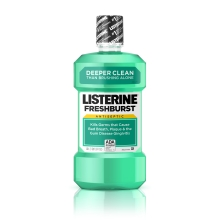 DEEPER CLEAN
THAN BRUSHING ALONE
LISTERINE
FRESHBURST
ANTISEPTIC
Kills Germs that Cause
Bad Breath, Plaque & the
Gum Disease Gingivitis
ADA